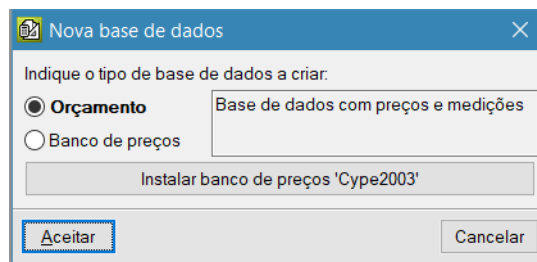 Nova base de dados
Indique o tipo de base de dados a criar:
Orçamento
Base de dados com preços e medições
Banco de preços
Instalar banco de preços 'Cype2003'
Aceitar
Cancelar